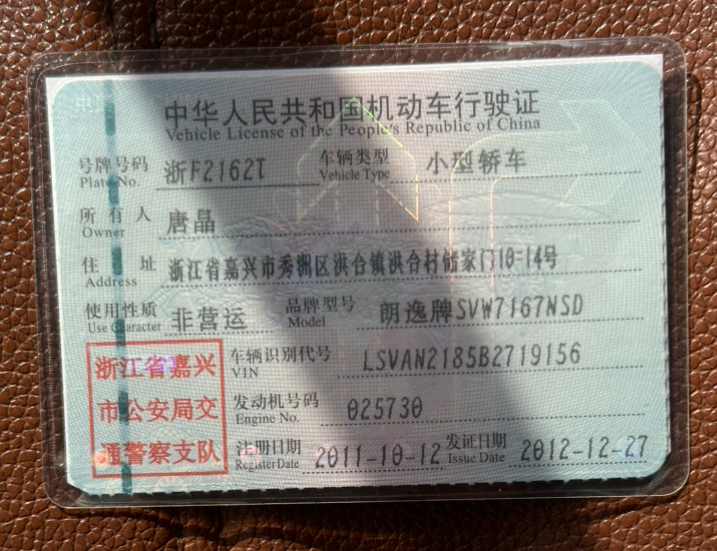 中华人民共和国机动车行驶证
Vehicle License of the People's Republic of China
号牌号码 浙F2162T 车辆类型 小型轿车
Plate No. Vehicle Type
所有人 唐晶
Owner
住址 浙江省嘉兴市秀洲区洪合镇洪合村储家门10-14号
Address
使用性质 非营运 品牌型号 朗逸牌SVW7167NSD
Use Character Model
浙江省嘉兴 车辆识别代号 LSVAN2185B2719156
VIN
市公安局交 发动机号码 025730
Engine No.
通警察支队 注册日期 2011-10-12 发证日期 2012-12-27
Register Date Issue Date